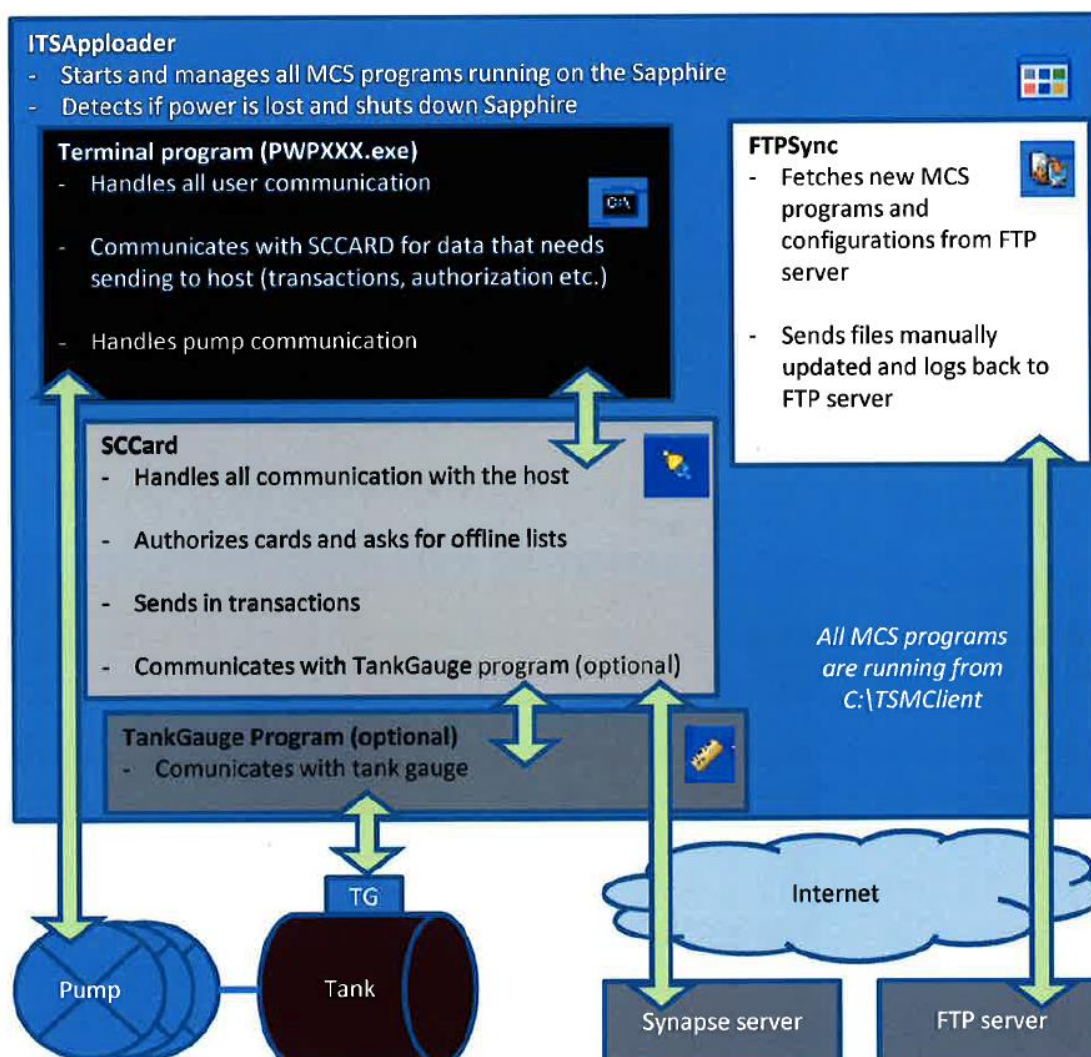 ITSApploader
- Starts and manages all MCS programs running on the Sapphire
- Detects if power is lost and shuts down Sapphire
Terminal program (PWPXXX.exe)
- Handles all user communication
C:\
- Communicates with SCCARD for data that needs
sending to host (transactions, authorization etc.)
- Handles pump communication
FTPSync
- Fetches new MCS
programs and
configurations from FTP
server
- Sends files manually
updated and logs back to
FTP server
SCCard
- Handles all communication with the host
- Authorizes cards and asks for offline lists
- Sends in transactions
- Communicates with TankGauge program (optional)
All MCS programs
are running from
C:\TSMClient
TankGauge Program (optional)
- Comunicates with tank gauge
TG
Internet
Pump
Tank
Synapse server
FTP server